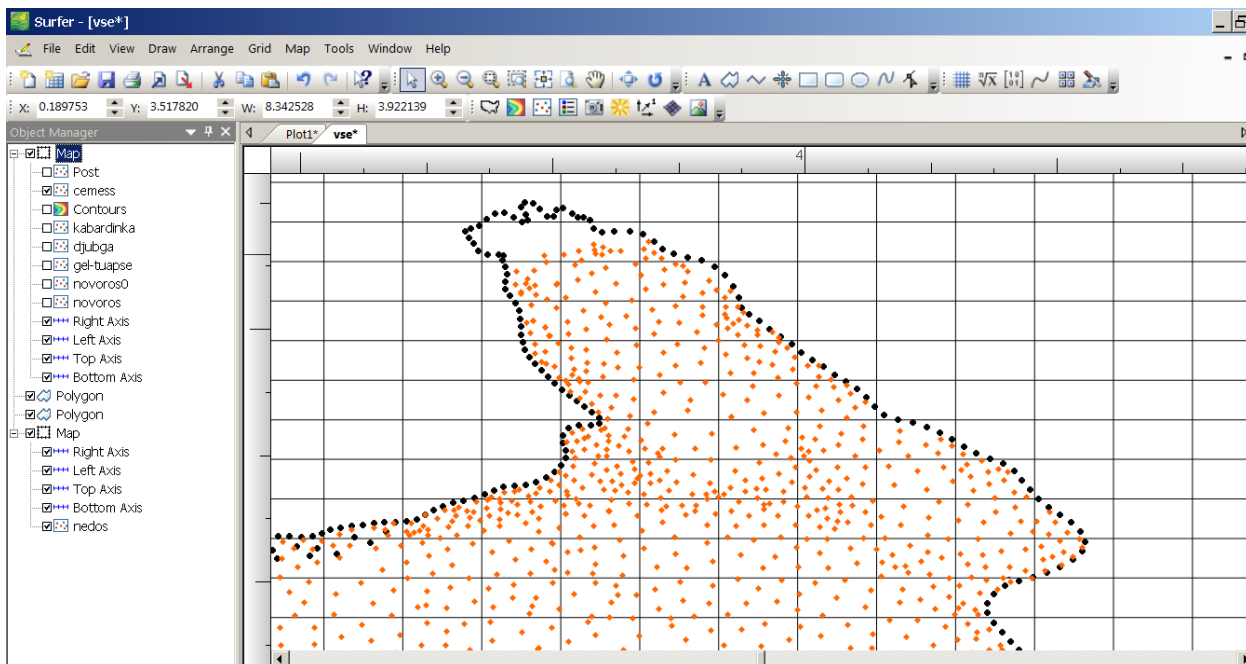 Surfer - [vse*]
File Edit View Draw Arrange Grid Map Tools Window Help
X: 0.189753 Y: 3.517820 W: 8.342528 H: 3.922139
Object Manager
Plot1* vse*
Map
Post
cemess
Contours
kabardinka
djubga
gel-tuapse
novoros0
novoros
Right Axis
Left Axis
Top Axis
Bottom Axis
Polygon
Polygon
Map
Right Axis
Left Axis
Top Axis
Bottom Axis
nedos
4